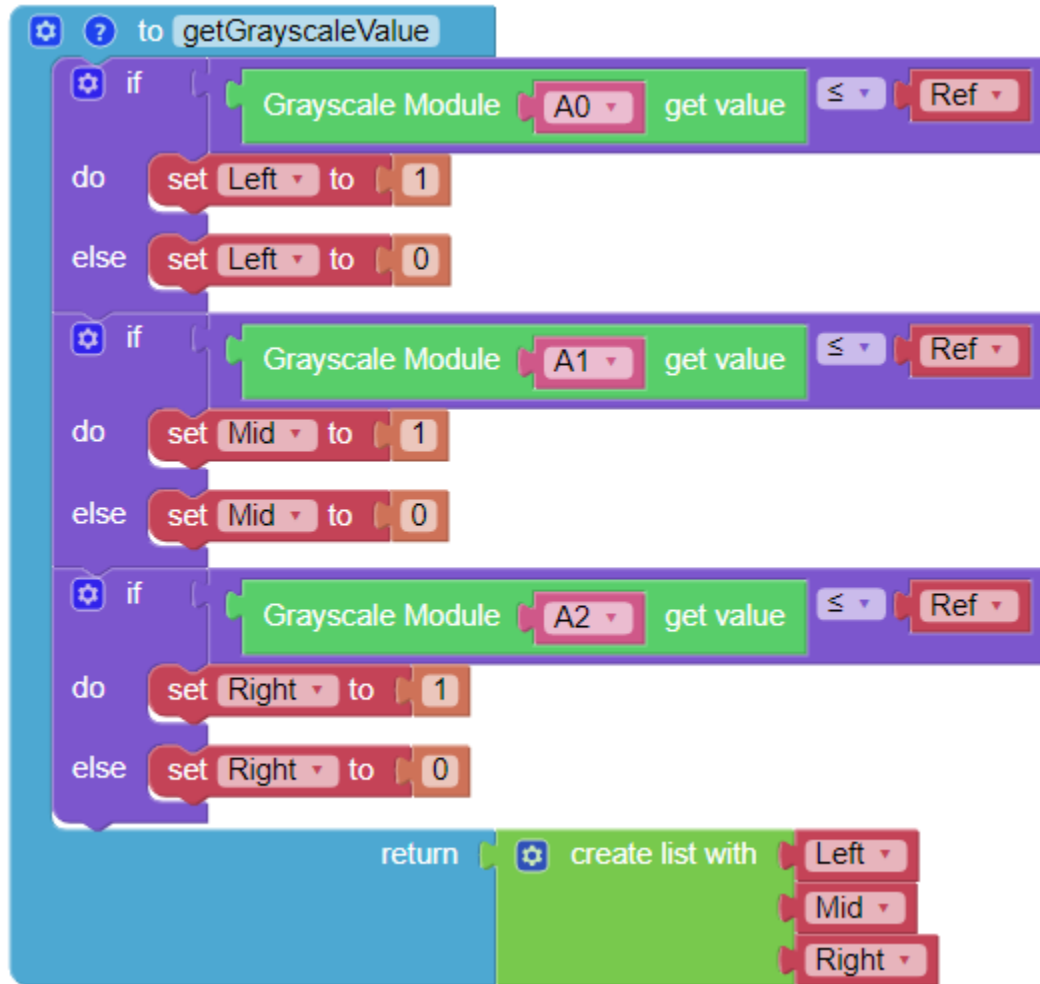 ? to getGrayscaleValue
if Grayscale Module A0 get value ≤ Ref
do set Left to 1
else set Left to 0
if Grayscale Module A1 get value ≤ Ref
do set Mid to 1
else set Mid to 0
if Grayscale Module A2 get value ≤ Ref
do set Right to 1
else set Right to 0
return create list with Left
Mid
Right